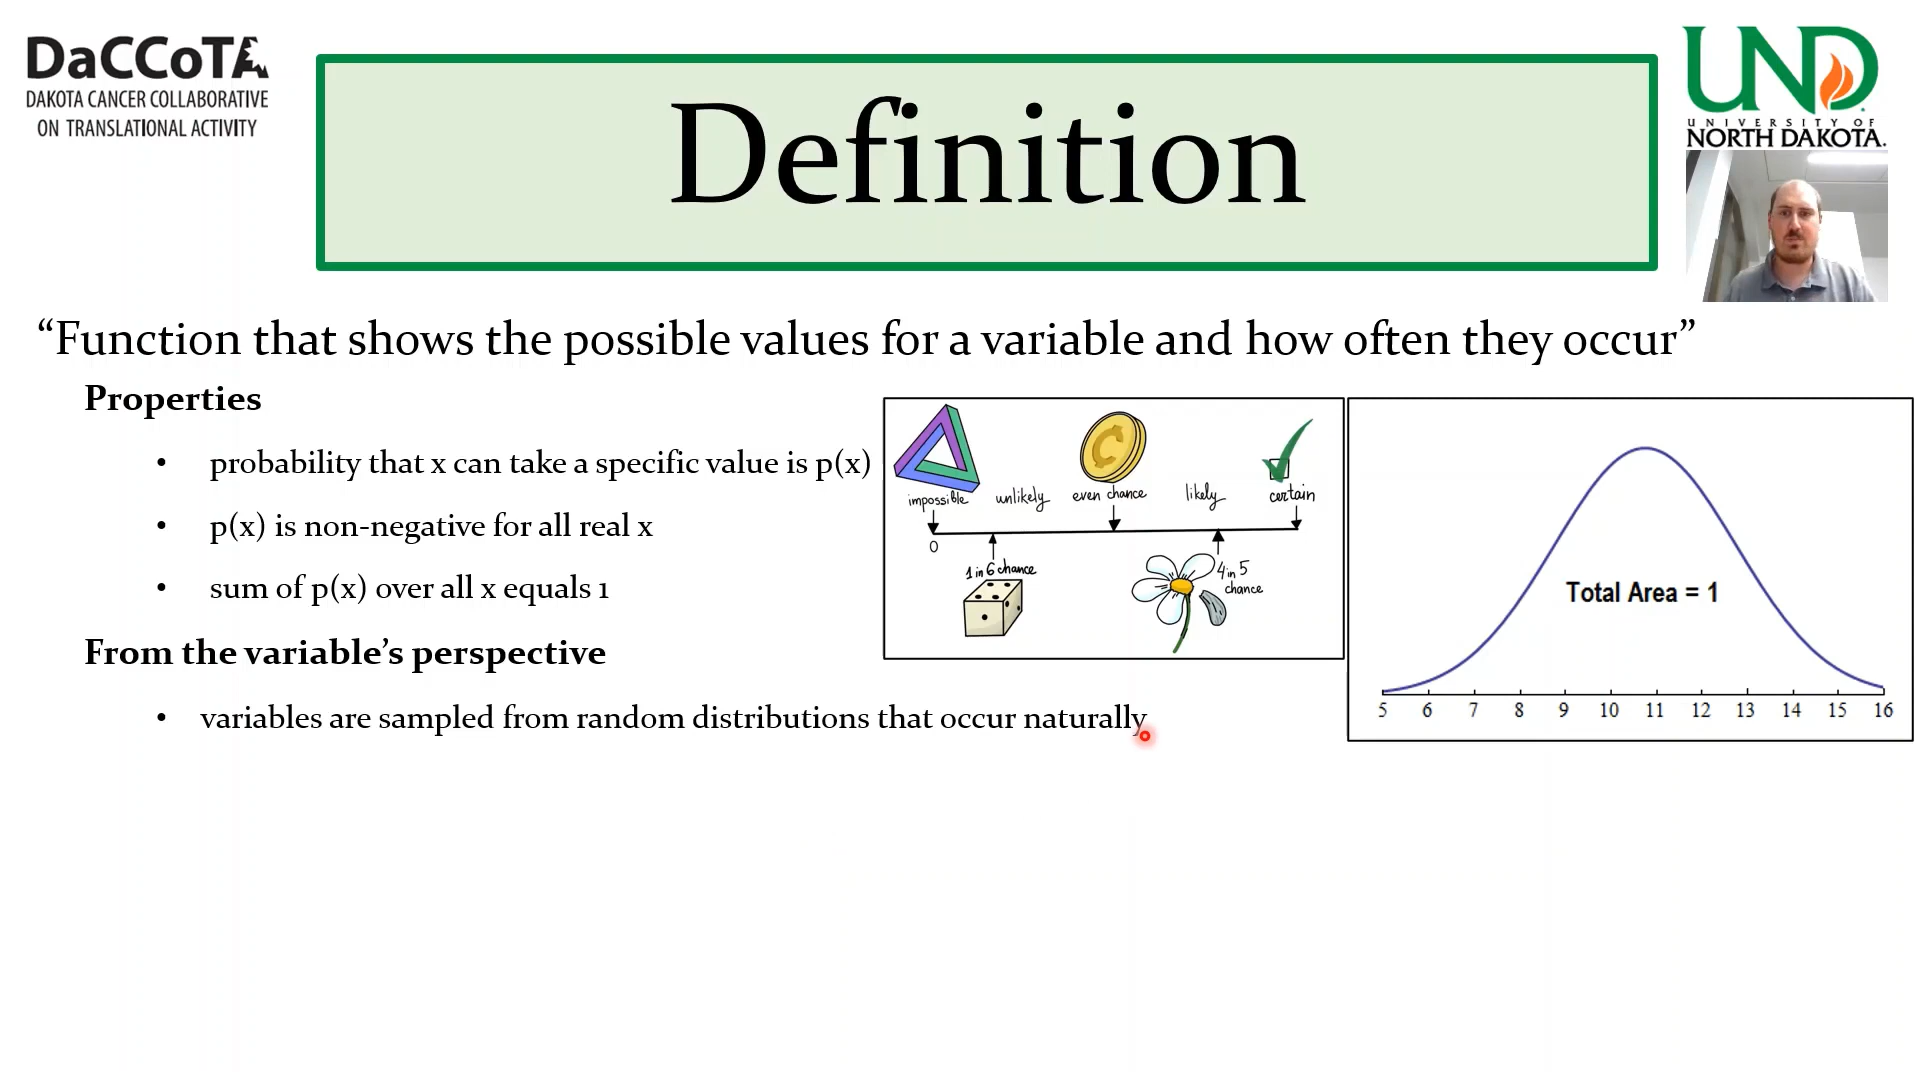 DaCCoTA
DAKOTA CANCER COLLABORATIVE
ON TRANSLATIONAL ACTIVITY
Definition
UND
UNIVERSITY OF
NORTH DAKOTA.
“Function that shows the possible values for a variable and how often they occur”
Properties
• probability that x can take a specific value is p(x)
• p(x) is non-negative for all real x
• sum of p(x) over all x equals 1
From the variable’s perspective
• variables are sampled from random distributions that occur naturally
impossible unlikely even chance likely certain
0
1 in 6 chance
4 in 5
chance
C
Total Area = 1
5 6 7 8 9 10 11 12 13 14 15 16